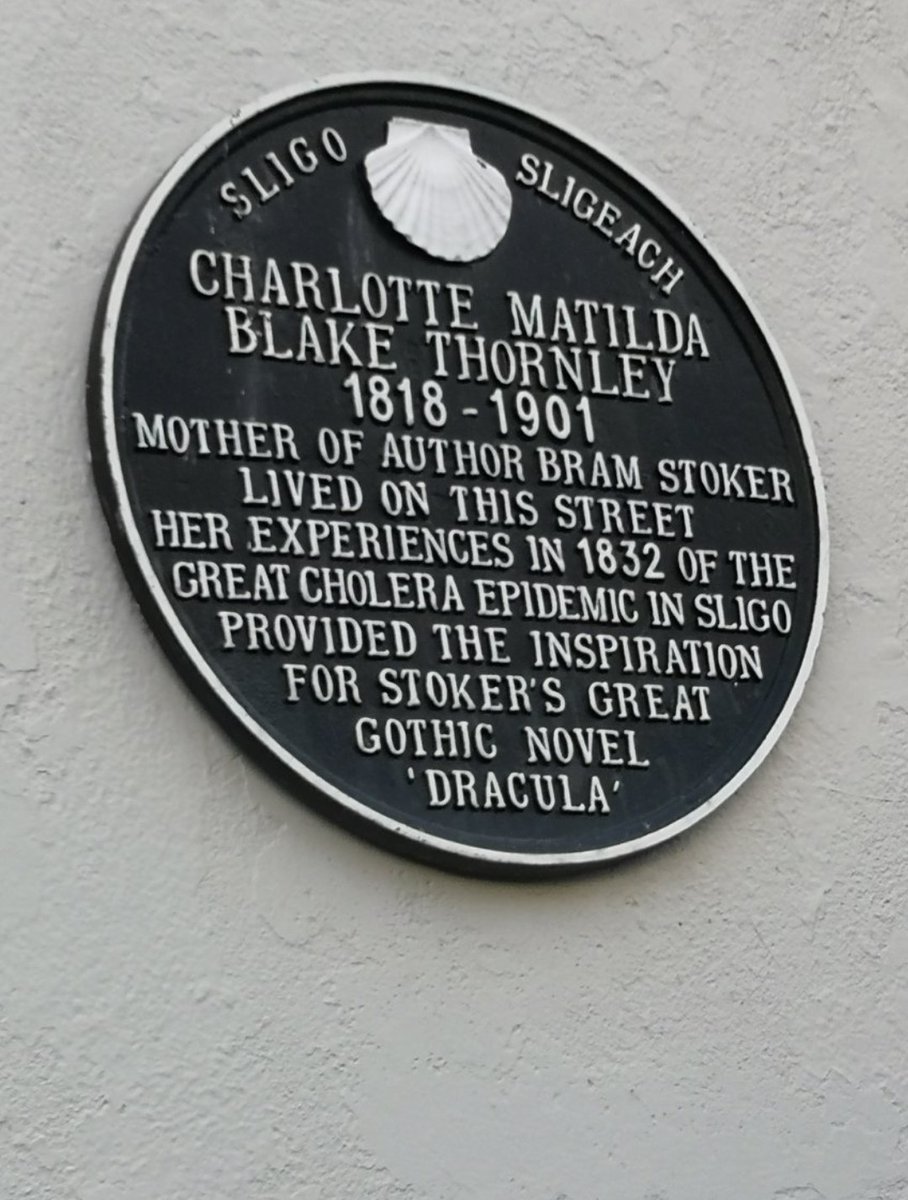 SLIGO SLIGEACH
CHARLOTTE MATILDA
BLAKE THORNLEY
1818 - 1901
MOTHER OF AUTHOR BRAM STOKER
LIVED ON THIS STREET
HER EXPERIENCES IN 1832 OF THE
GREAT CHOLERA EPIDEMIC IN SLIGO
PROVIDED THE INSPIRATION
FOR STOKER'S GREAT
GOTHIC NOVEL
'DRACULA'